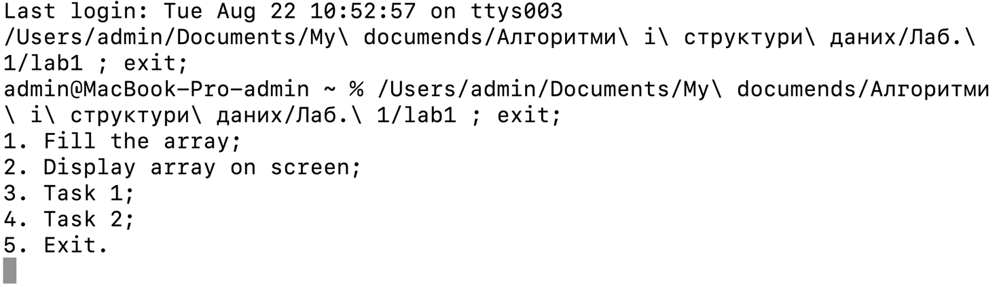 Last login: Tue Aug 22 10:52:57 on ttys003
/Users/admin/Documents/My\ documends/Алгоритми\ і\ структури\ даних/Лаб.\
1/lab1 ; exit;
admin@MacBook-Pro-admin ~ % /Users/admin/Documents/My\ documends/Алгоритми
\ і\ структури\ даних/Лаб.\ 1/lab1 ; exit;
1. Fill the array;
2. Display array on screen;
3. Task 1;
4. Task 2;
5. Exit.